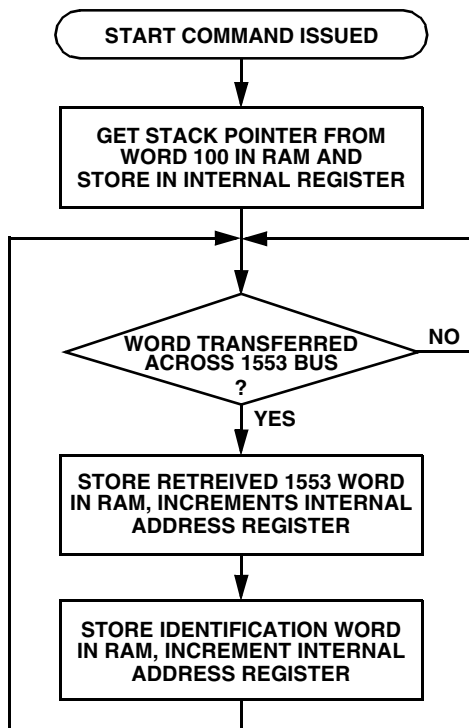 START COMMAND ISSUED
GET STACK POINTER FROM
WORD 100 IN RAM AND
STORE IN INTERNAL REGISTER
WORD TRANSFERRED
ACROSS 1553 BUS
?
NO
YES
STORE RETREIVED 1553 WORD
IN RAM, INCREMENTS INTERNAL
ADDRESS REGISTER
STORE IDENTIFICATION WORD
IN RAM, INCREMENT INTERNAL
ADDRESS REGISTER